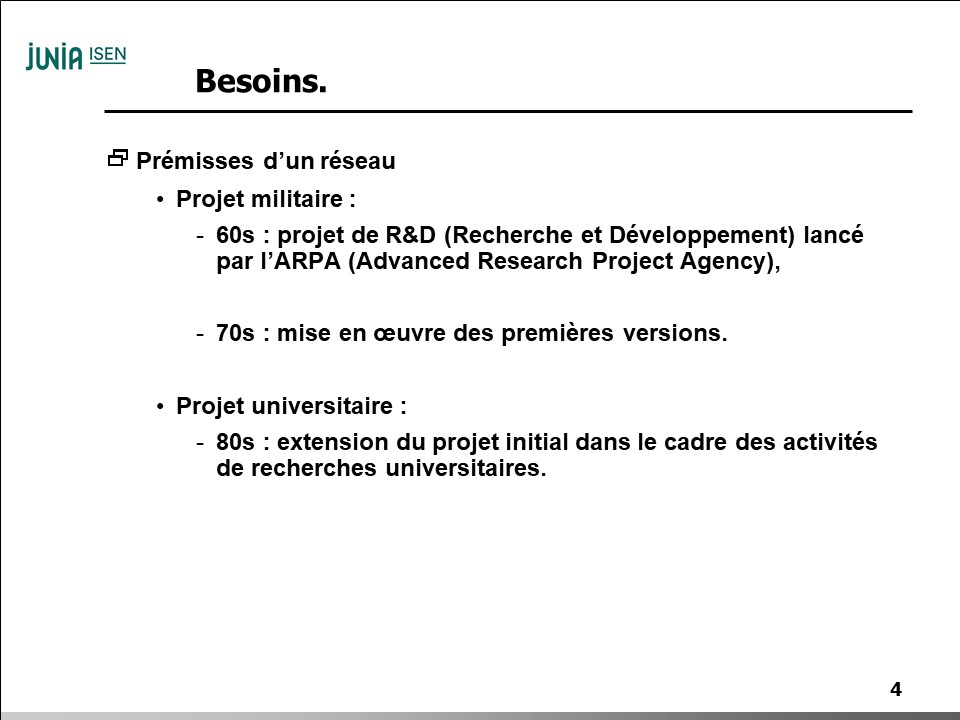 JUNIA ISEN
Besoins.
Prémisses d’un réseau
• Projet militaire :
- 60s : projet de R&D (Recherche et Développement) lancé
par l’ARPA (Advanced Research Project Agency),
- 70s : mise en œuvre des premières versions.
• Projet universitaire :
- 80s : extension du projet initial dans le cadre des activités
de recherches universitaires.
4